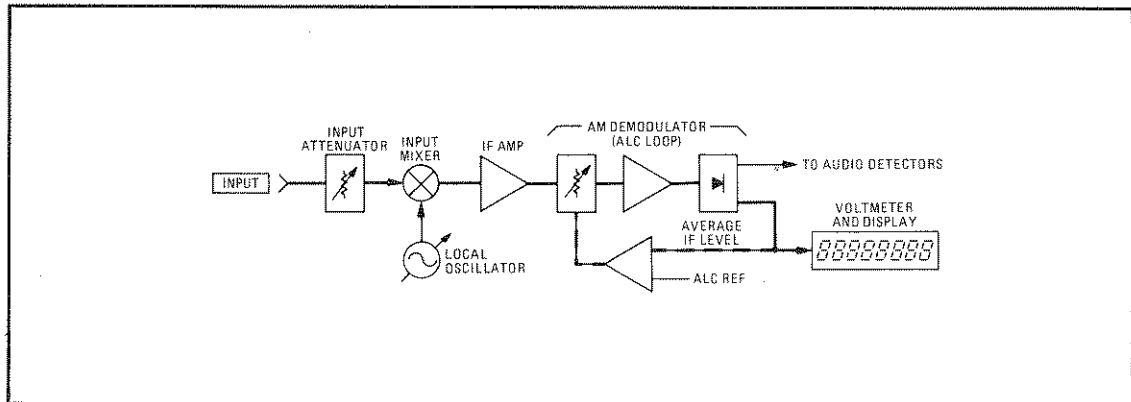 AM DEMODULATOR
(ALC LOOP)
INPUT
ATTENUATOR
INPUT
MIXER
IF AMP
INPUT
TO AUDIO DETECTORS
VOLTMETER
AND DISPLAY
88888888
AVERAGE
IF LEVEL
LOCAL
OSCILLATOR
ALC REF